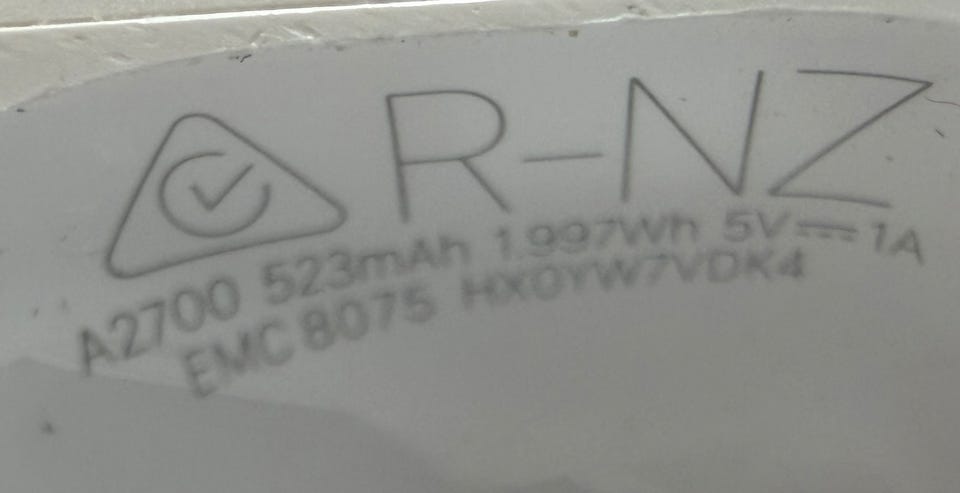 R-NZ
A2700 523mAh 1.997Wh 5V⎓1A
EMC 8075 HX0YW7VDK4